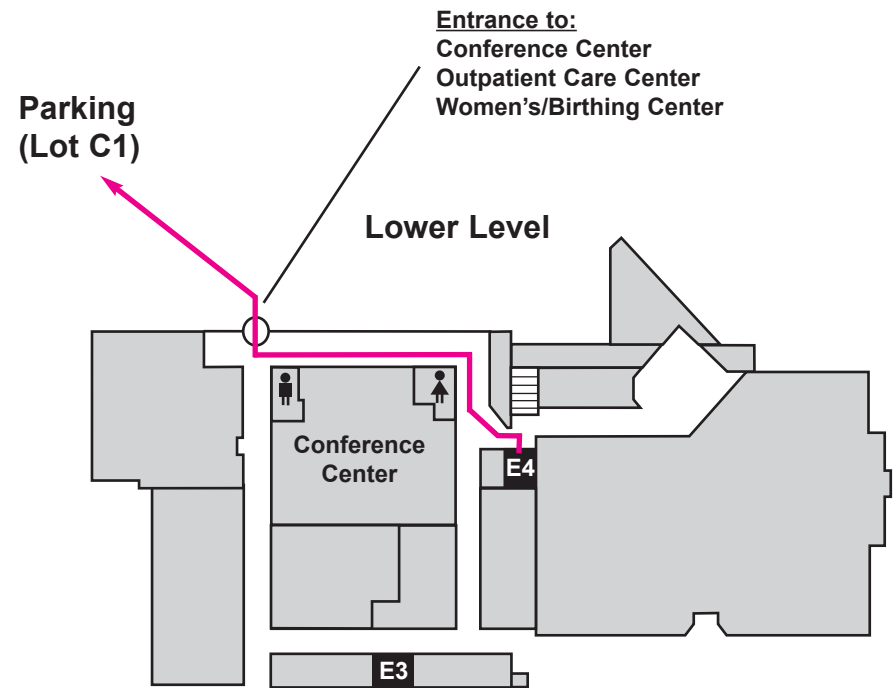 Entrance to:
Conference Center
Outpatient Care Center
Women's/Birthing Center
Parking
(Lot C1)
Lower Level
Conference
Center
E4
E3